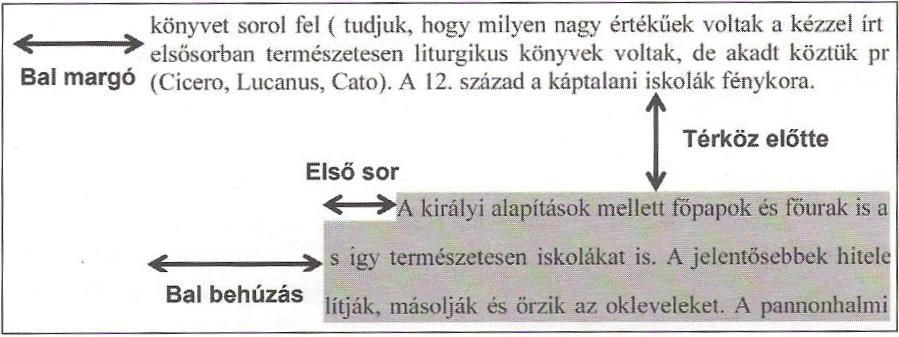 könyvet sorol fel ( tudjuk, hogy milyen nagy értékűek voltak a kézzel írt
elsősorban természetesen liturgikus könyvek voltak, de akadt köztük pr
Bal margó
(Cicero, Lucanus, Cato). A 12. század a káptalani iskolák fénykora.
Térköz előtte
Első sor
A királyi alapítások mellett főpapok és főurak is a
s így természetesen iskolákat is. A jelentősebbek hitele
Bal behúzás
lítják, másolják és őrzik az okleveleket. A pannonhalmi